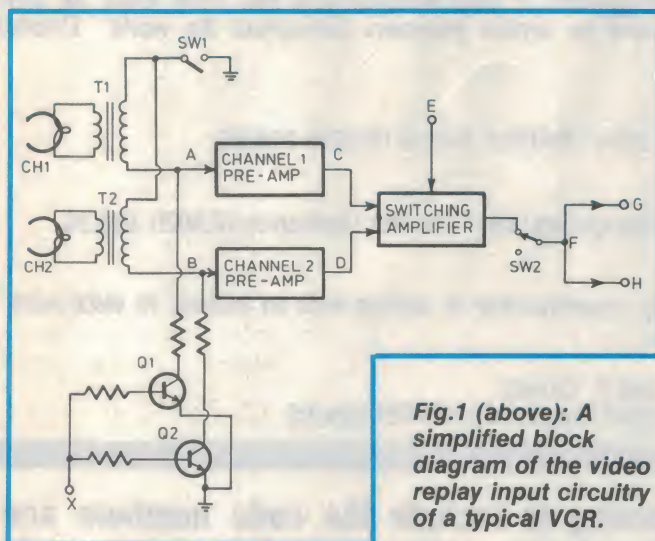 SW1
T1
E
CH1
A
CHANNEL 1
PRE-AMP
C
SWITCHING
AMPLIFIER
G
T2
F
SW2
H
CH2
B
CHANNEL 2
PRE-AMP
D
Q1
Q2
X
Fig.1 (above): A
simplified block
diagram of the video
replay input circuitry
of a typical VCR.